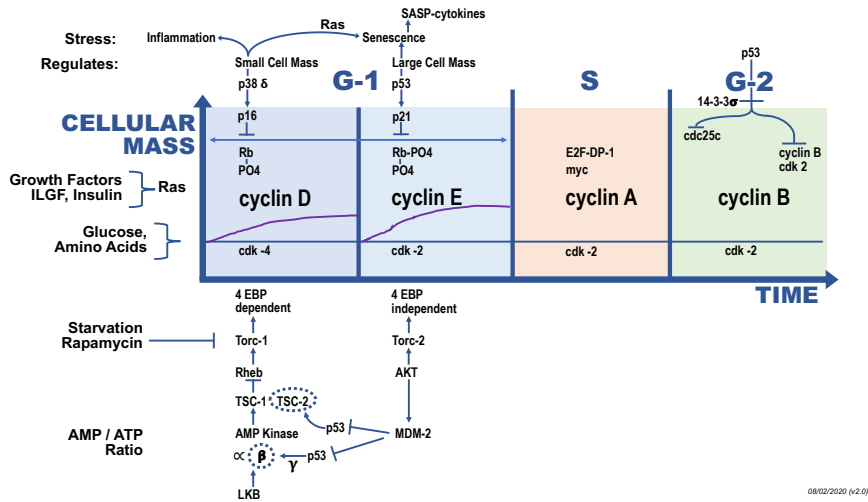 SASP-cytokines
Ras
Stress:
Inflammation
Senescence
Regulates:
Small Cell Mass
Large Cell Mass
p38 δ
p53
G-1
S
G-2
p53
14-3-3σ
cdc25c
cyclin B
cdk 2
CELLULAR
MASS
p16
p21
Rb
PO4
Rb-PO4
PO4
E2F-DP-1
myc
Growth Factors
ILGF, Insulin
Ras
cyclin D
cyclin E
cyclin A
cyclin B
Glucose,
Amino Acids
cdk -4
cdk -2
cdk -2
cdk -2
TIME
4 EBP
dependent
4 EBP
independent
Starvation
Rapamycin
Torc-1
Torc-2
Rheb
AKT
TSC-1
TSC-2
p53
MDM-2
AMP / ATP
Ratio
AMP Kinase
∝
β
γ
p53
LKB
08/02/2020 (v2.0)